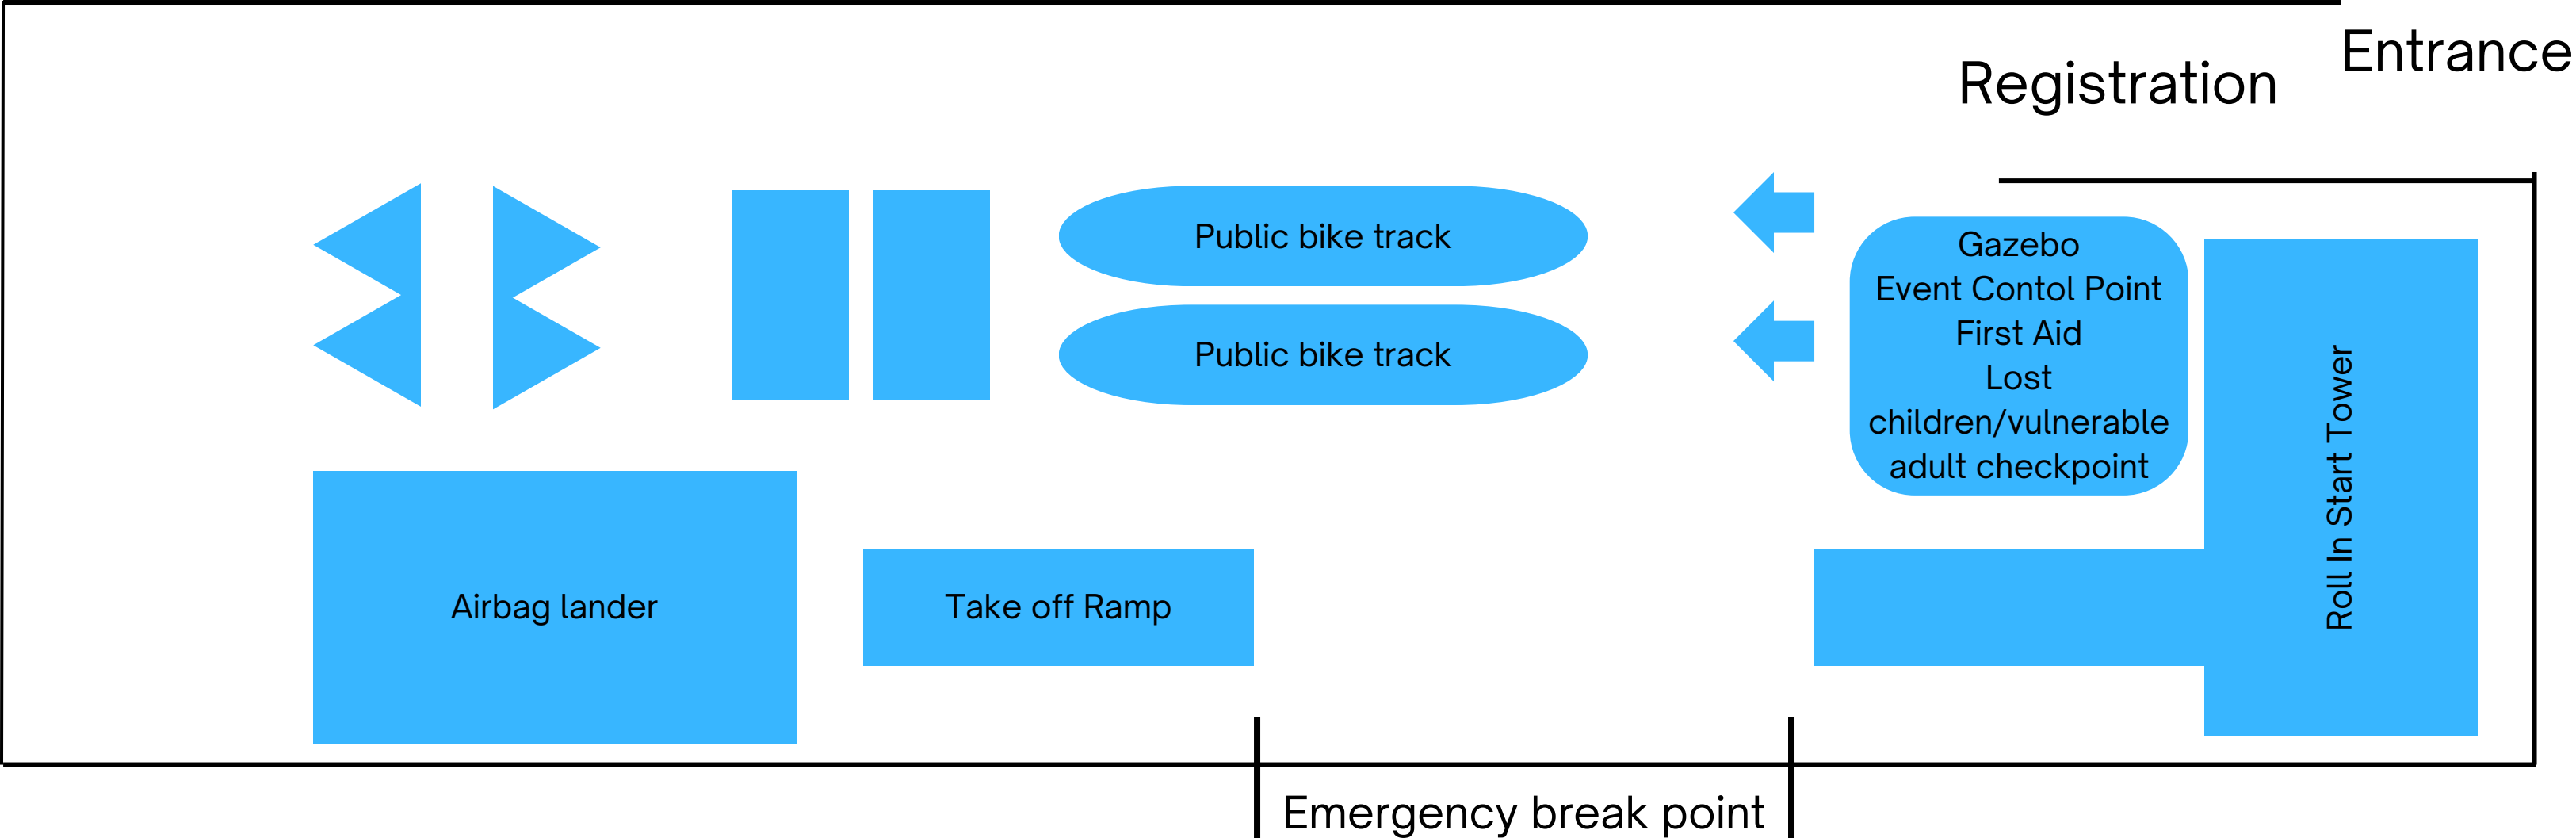 Entrance
Registration
Public bike track
Public bike track
Gazebo
Event Contol Point
First Aid
Lost
children/vulnerable
adult checkpoint
Roll In Start Tower
Airbag lander
Take off Ramp
Emergency break point